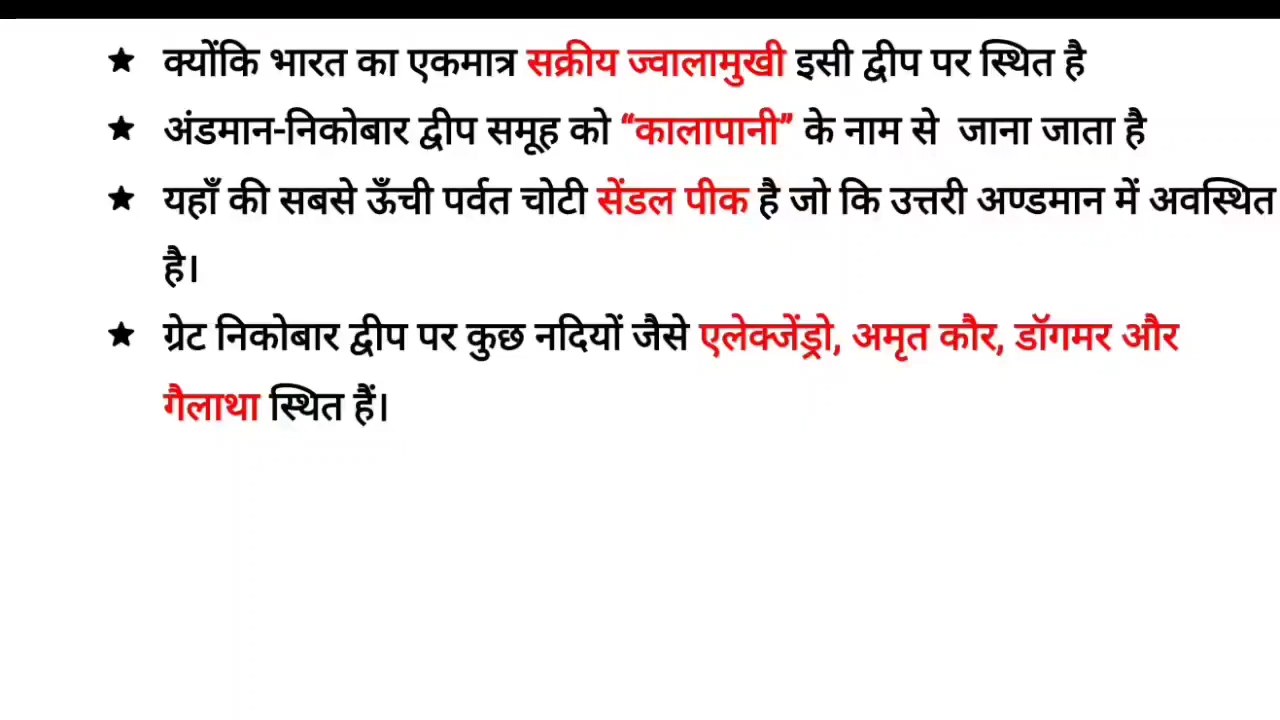 ★ क्योंकि भारत का एकमात्र सक्रीय ज्वालामुखी इसी द्वीप पर स्थित है
★ अंडमान-निकोबार द्वीप समूह को “कालापानी” के नाम से जाना जाता है
★ यहाँ की सबसे ऊँची पर्वत चोटी सेंडल पीक है जो कि उत्तरी अण्डमान में अवस्थित
है।
★ ग्रेट निकोबार द्वीप पर कुछ नदियों जैसे एलेक्जेंड्रो, अमृत कौर, डॉगमर और
गैलाथा स्थित हैं।